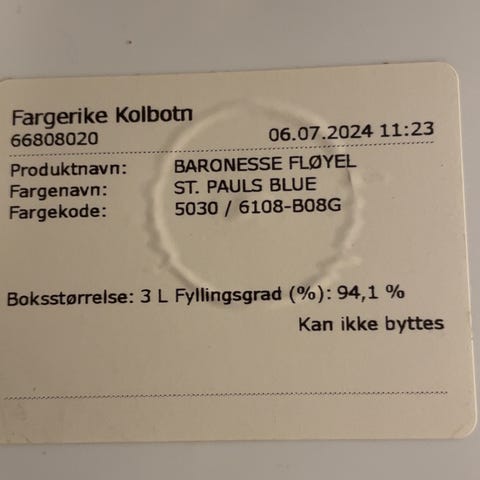 Fargerike Kolbotn
66808020 06.07.2024 11:23
Produktnavn: BARONESSE FLØYEL
Fargenavn: ST. PAULS BLUE
Fargekode: 5030 / 6108-B08G
Boksstørrelse: 3 L Fyllingsgrad (%): 94,1 %
Kan ikke byttes